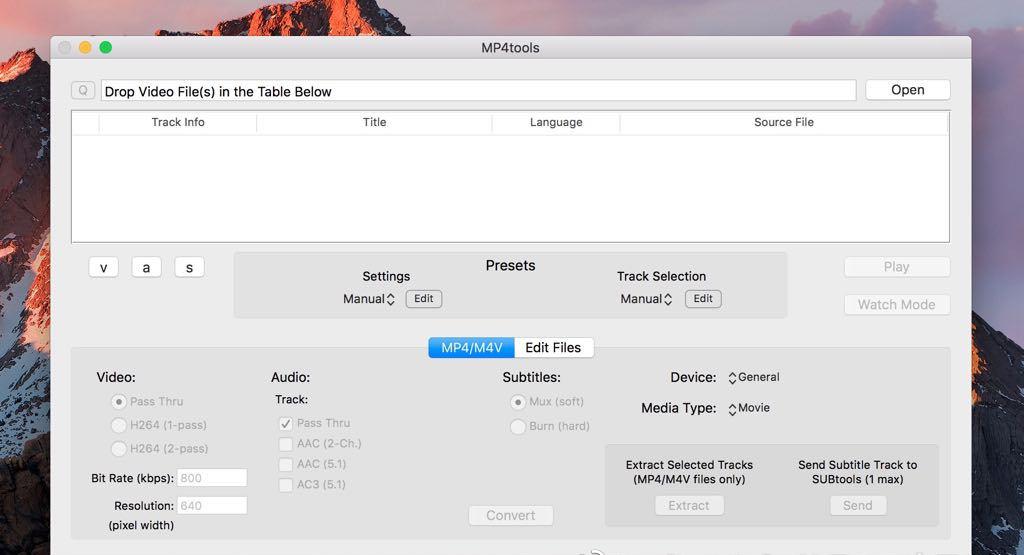 MP4tools
Q Drop Video File(s) in the Table Below Open
Track Info Title Language Source File
v a s
Presets
Settings Track Selection
Manual Edit Manual Edit
Play
Watch Mode
MP4/M4V Edit Files
Video:
Pass Thru
H264 (1-pass)
H264 (2-pass)
Bit Rate (kbps): 800
Resolution: 640
(pixel width)
Audio:
Track:
Pass Thru
AAC (2-Ch.)
AAC (5.1)
AC3 (5.1)
Subtitles:
Mux (soft)
Burn (hard)
Convert
Device: General
Media Type: Movie
Extract Selected Tracks
(MP4/M4V files only)
Extract
Send Subtitle Track to
SUBtools (1 max)
Send